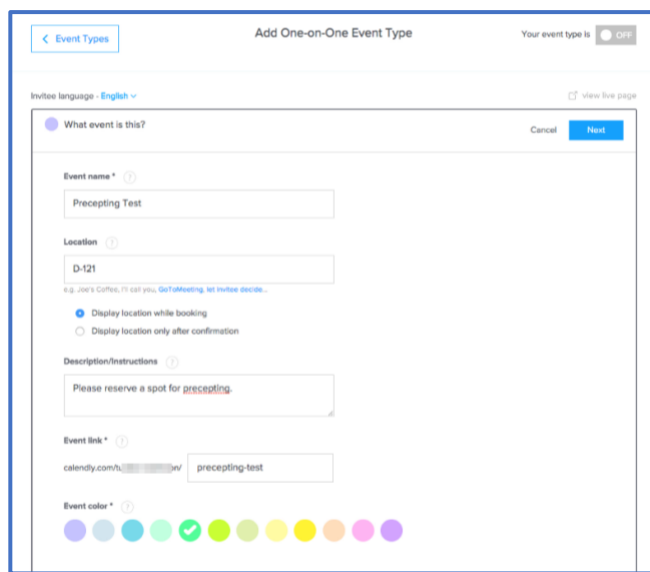 Event Types
Add One-on-One Event Type
Your event type is OFF
Invitee language - English
view live page
What event is this?
Cancel
Next
Event name *
Precepting Test
Location
D-121
e.g. Joe's Coffee, I'll call you, GoToMeeting, let invitee decide...
Display location while booking
Display location only after confirmation
Description/Instructions
Please reserve a spot for precepting.
Event link *
calendly.com/
precepting-test
Event color *